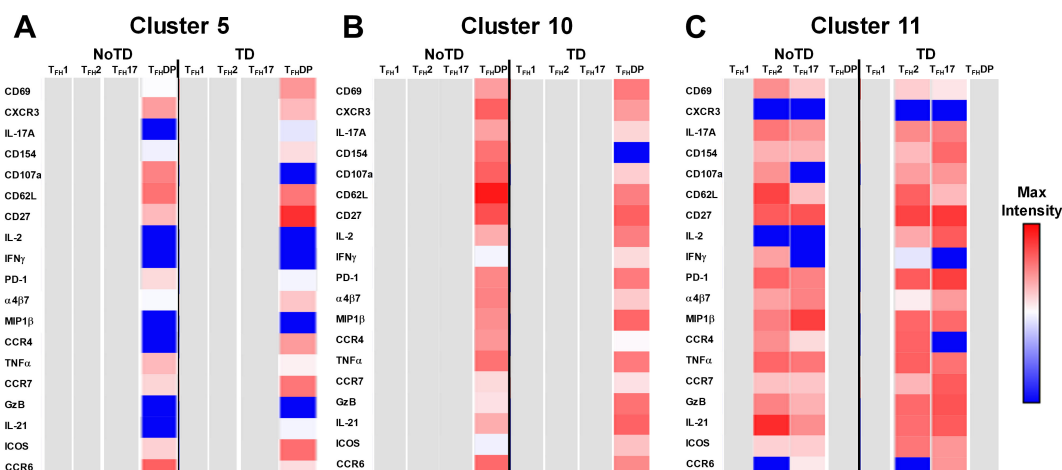 A Cluster 5
NoTD TD
TFH1 TFH2 TFH17 TFHDP TFH1 TFH2 TFH17 TFHDP
CD69
CXCR3
IL-17A
CD154
CD107a
CD62L
CD27
IL-2
IFNγ
PD-1
α4β7
MIP1β
CCR4
TNFα
CCR7
GzB
IL-21
ICOS
CCR6
B Cluster 10
NoTD TD
TFH1 TFH2 TFH17 TFHDP TFH1 TFH2 TFH17 TFHDP
CD69
CXCR3
IL-17A
CD154
CD107a
CD62L
CD27
IL-2
IFNγ
PD-1
α4β7
MIP1β
CCR4
TNFα
CCR7
GzB
IL-21
ICOS
CCR6
C Cluster 11
NoTD TD
TFH1 TFH2 TFH17 TFHDP TFH1 TFH2 TFH17 TFHDP
CD69
CXCR3
IL-17A
CD154
CD107a
CD62L
CD27
IL-2
IFNγ
PD-1
α4β7
MIP1β
CCR4
TNFα
CCR7
GzB
IL-21
ICOS
CCR6
Max
Intensity